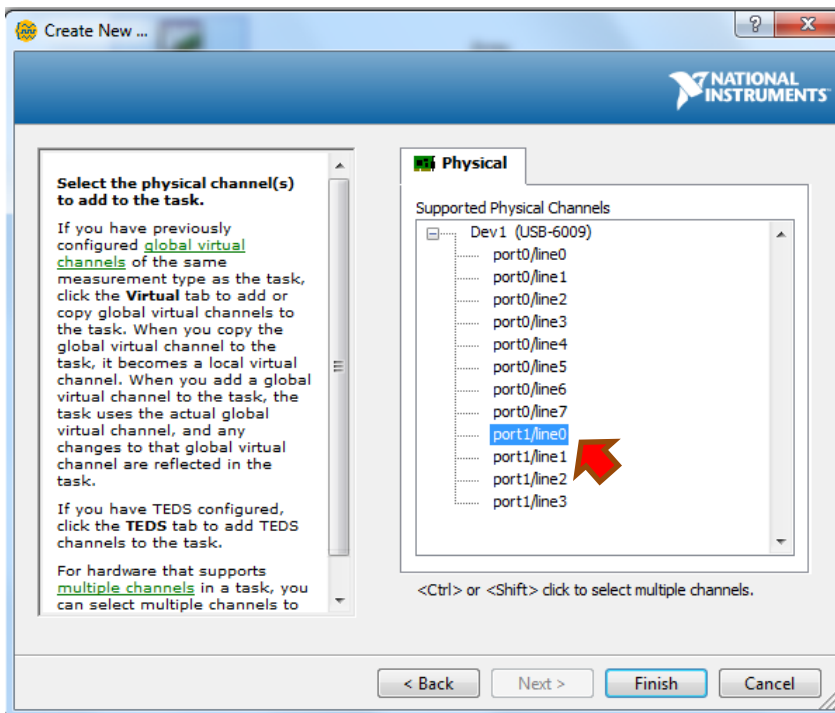 Create New ...
NATIONAL
INSTRUMENTS
Select the physical channel(s)
to add to the task.
If you have previously
configured global virtual
channels of the same
measurement type as the task,
click the Virtual tab to add or
copy global virtual channels to
the task. When you copy the
global virtual channel to the
task, it becomes a local virtual
channel. When you add a global
virtual channel to the task, the
task uses the actual global
virtual channel, and any
changes to that global virtual
channel are reflected in the
task.
If you have TEDS configured,
click the TEDS tab to add TEDS
channels to the task.
For hardware that supports
multiple channels in a task, you
can select multiple channels to
Physical
Supported Physical Channels
Dev1 (USB-6009)
port0/line0
port0/line1
port0/line2
port0/line3
port0/line4
port0/line5
port0/line6
port0/line7
port1/line0
port1/line1
port1/line2
port1/line3
<Ctrl> or <Shift> click to select multiple channels.
< Back
Next >
Finish
Cancel